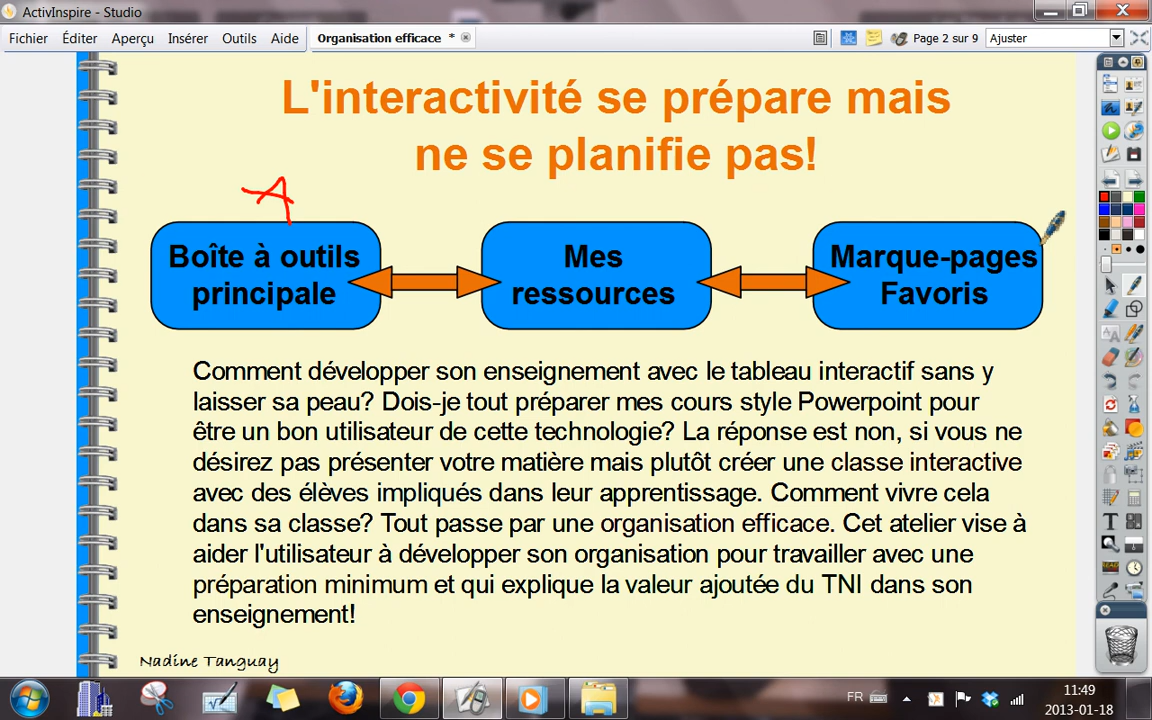 ActivInspire - Studio
Fichier Éditer Aperçu Insérer Outils Aide Organisation efficace * Page 2 sur 9 Ajuster
L'interactivité se prépare mais
ne se planifie pas!
A
Boîte à outils
principale
Mes
ressources
Marque-pages
Favoris
Comment développer son enseignement avec le tableau interactif sans y
laisser sa peau? Dois-je tout préparer mes cours style Powerpoint pour
être un bon utilisateur de cette technologie? La réponse est non, si vous ne
désirez pas présenter votre matière mais plutôt créer une classe interactive
avec des élèves impliqués dans leur apprentissage. Comment vivre cela
dans sa classe? Tout passe par une organisation efficace. Cet atelier vise à
aider l'utilisateur à développer son organisation pour travailler avec une
préparation minimum et qui explique la valeur ajoutée du TNI dans son
enseignement!
Nadine Tanguay
FR
11:49
2013-01-18